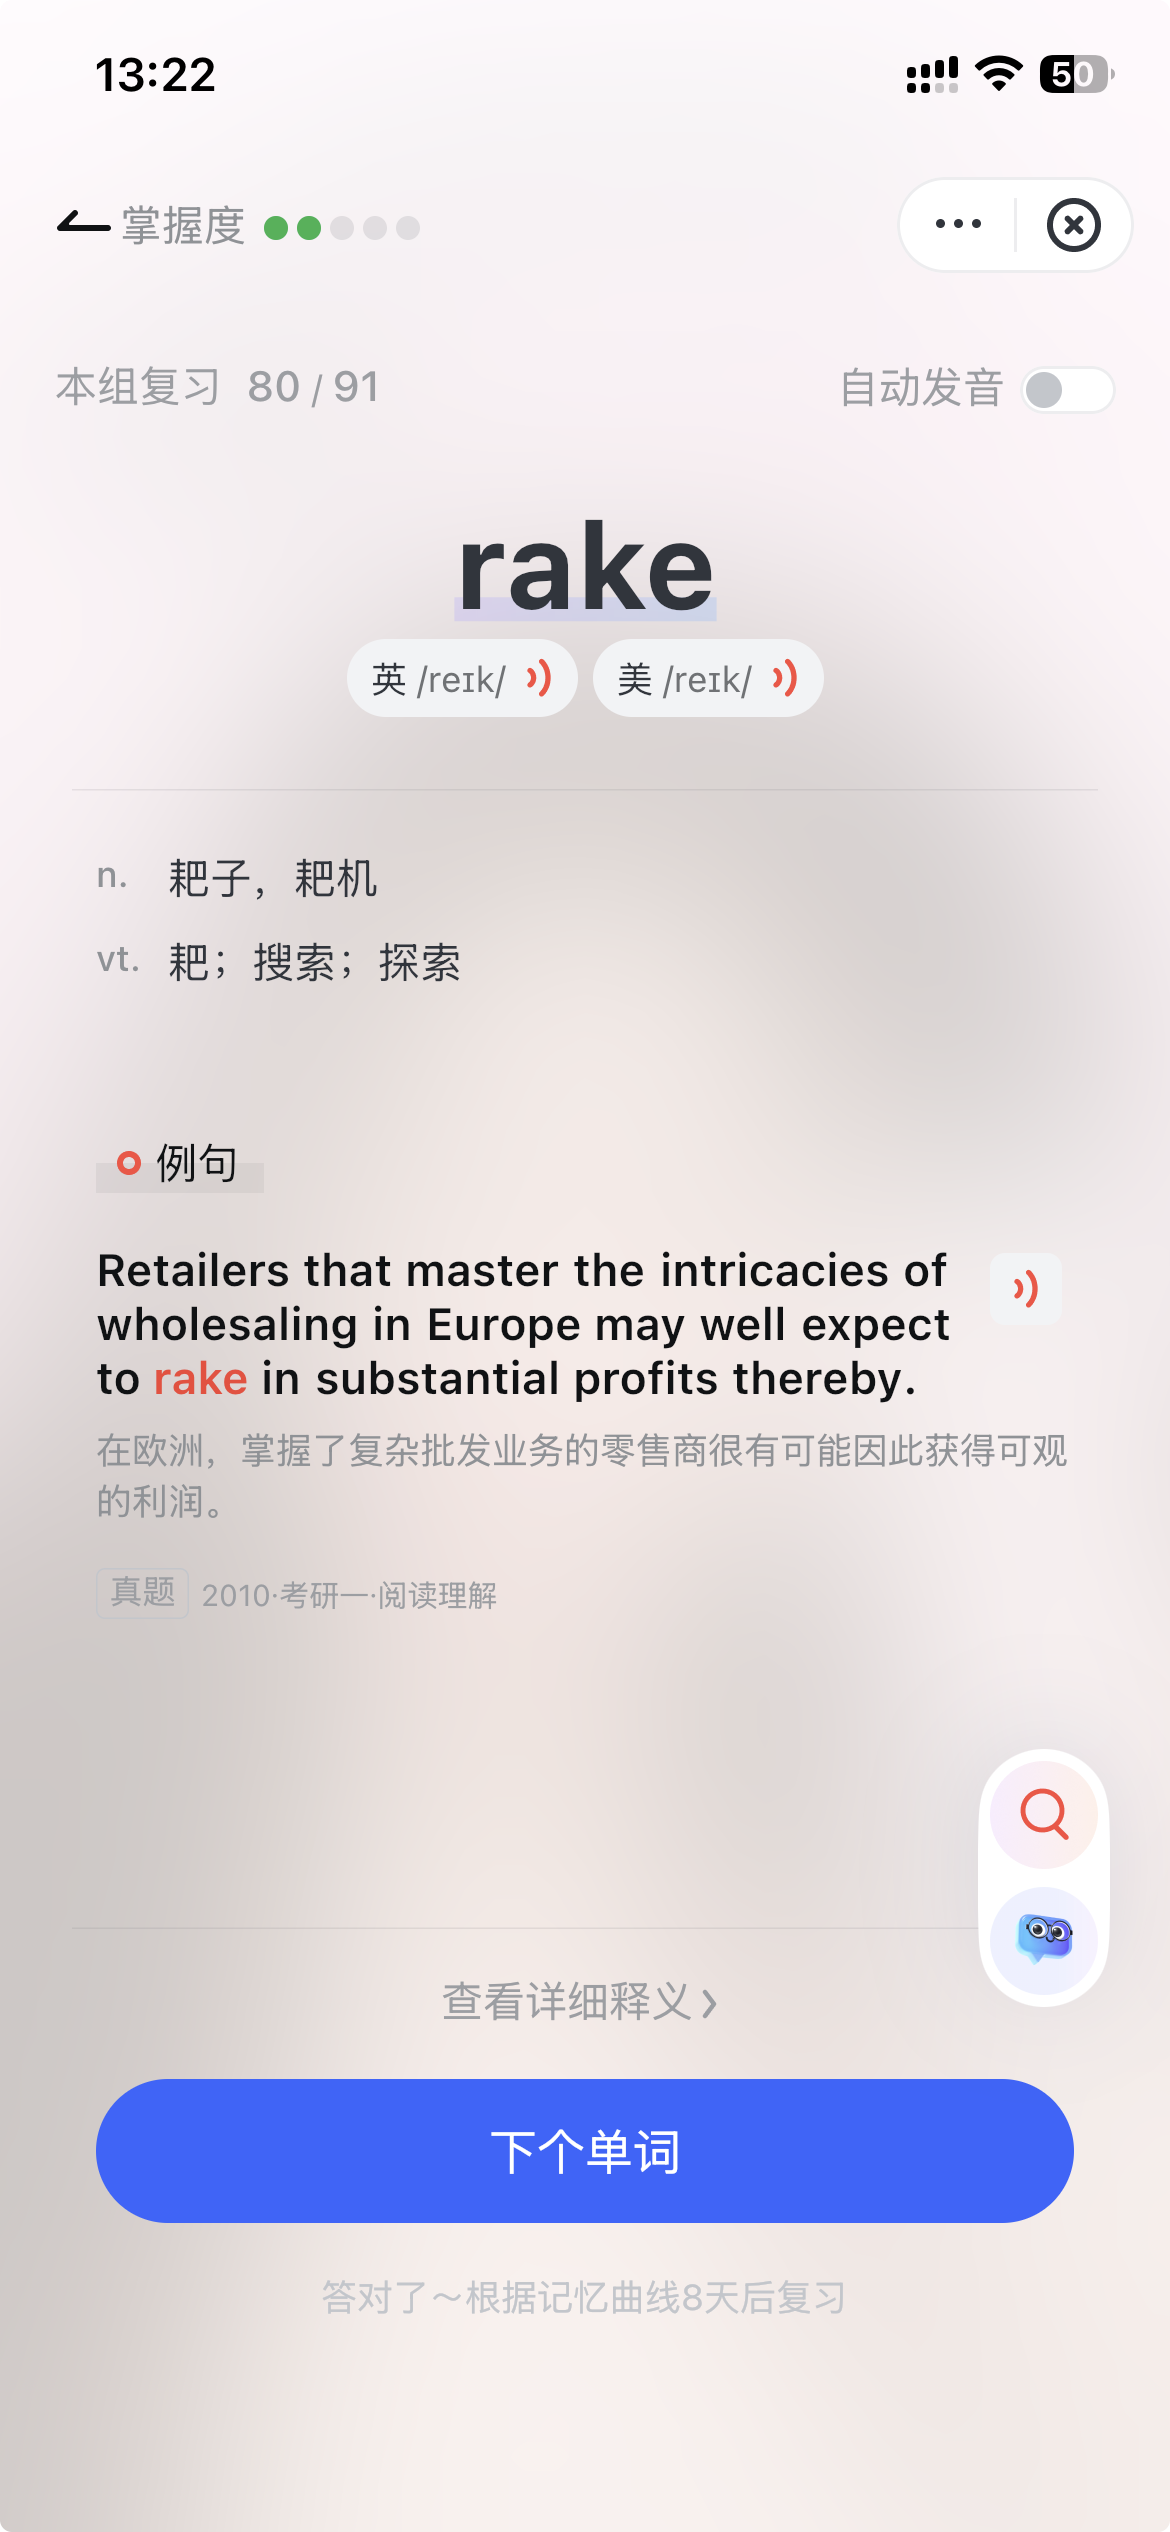 13:22
50
掌握度
本组复习 80 / 91
自动发音
rake
英 /reɪk/
美 /reɪk/
n. 耙子，耙机
vt. 耙；搜索；探索
例句
Retailers that master the intricacies of
wholesaling in Europe may well expect
to rake in substantial profits thereby.
在欧洲，掌握了复杂批发业务的零售商很有可能因此获得可观
的利润。
真题 2010·考研一·阅读理解
查看详细释义
下个单词
答对了～根据记忆曲线8天后复习